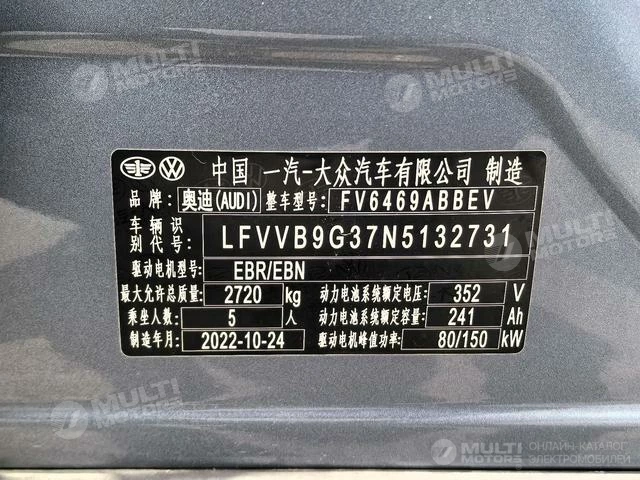 中国 一汽-大众汽车有限公司 制造
品牌: 奥迪(AUDI) 整车型号: FV6469ABBEV
车辆识别代号: LFVVB9G37N5132731
驱动电机型号: EBR/EBN
最大允许总质量: 2720 kg 动力电池系统额定电压: 352 V
乘坐人数: 5 人 动力电池系统额定容量: 241 Ah
制造年月: 2022-10-24 驱动电机峰值功率: 80/150 kW
MULTI MOTORS
MULTI MOTORS
MULTI MOTORS
MULTI MOTORS
MULTI MOTORS ОНЛАЙН-КАТАЛОГ ЭЛЕКТРОМОБИЛЕЙ